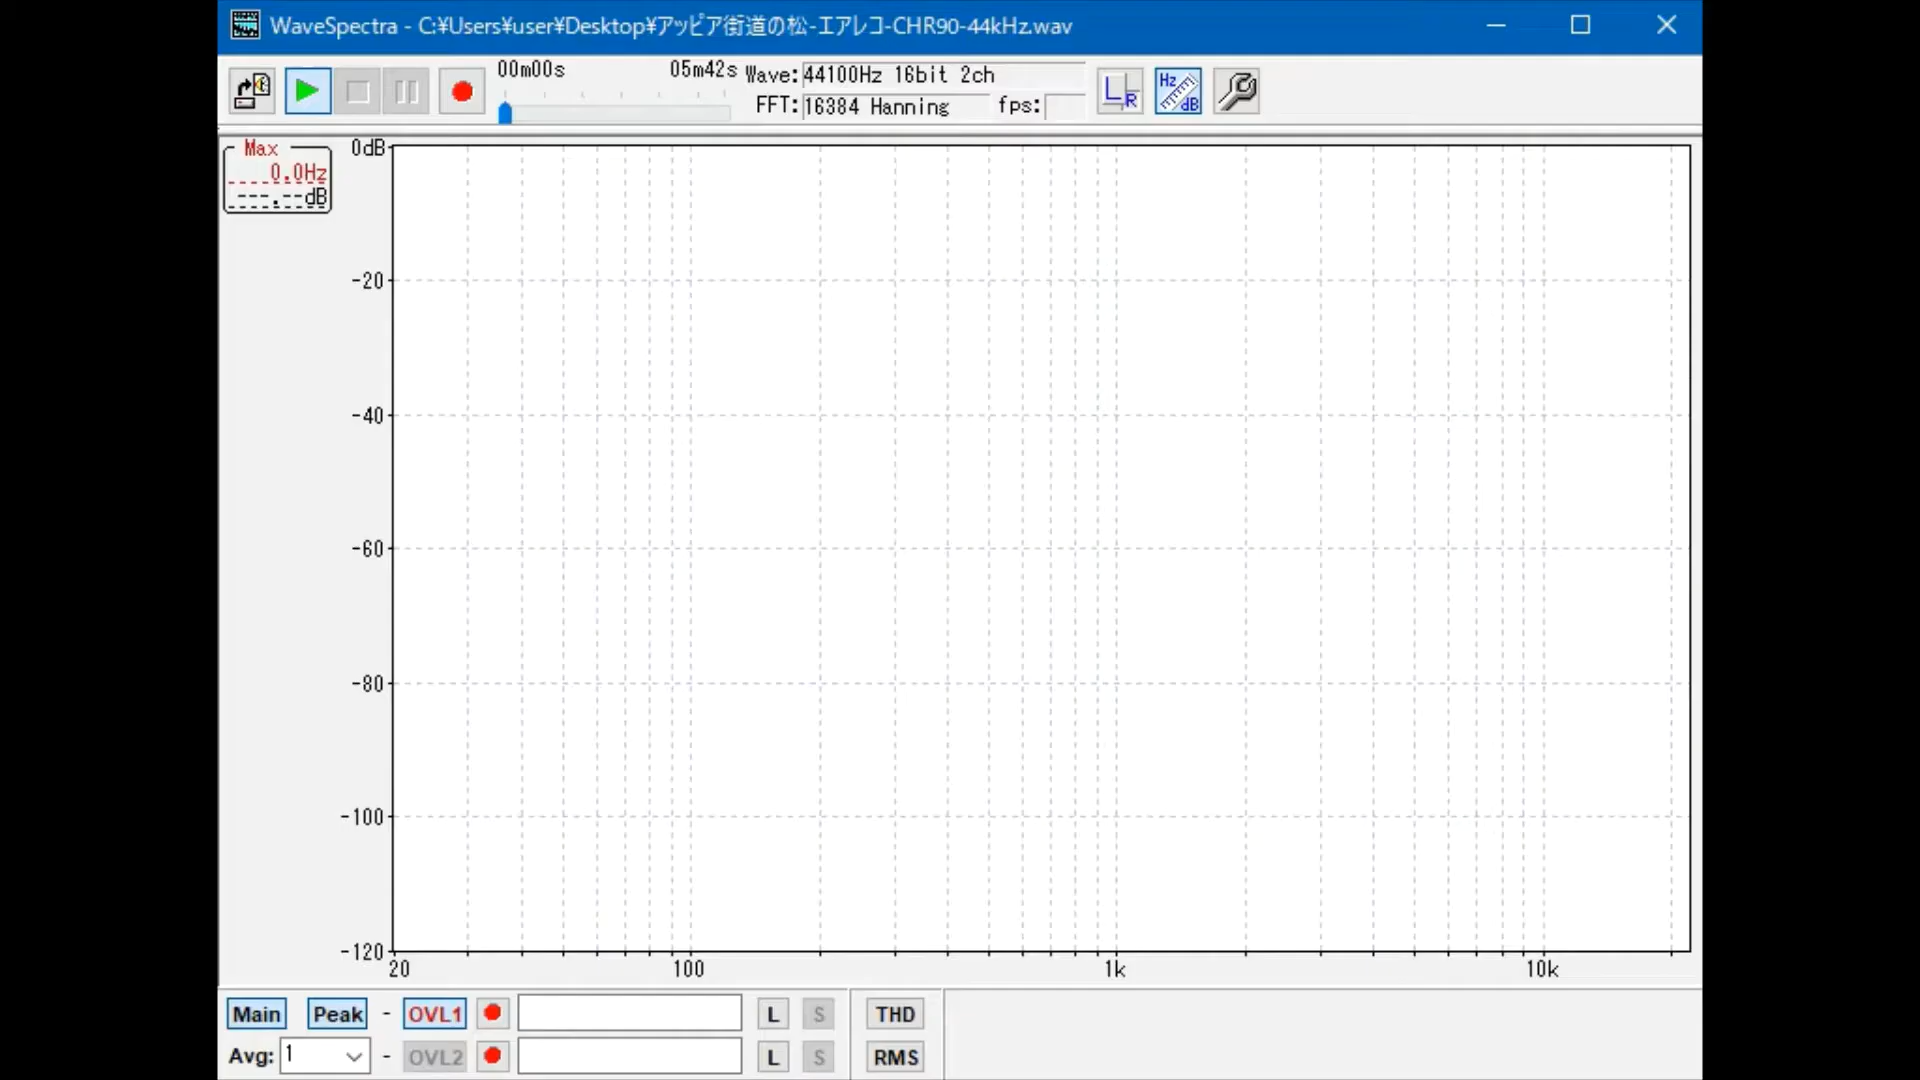 WaveSpectra - C:¥Users¥user¥Desktop¥アッピア街道の松-エアレコ-CHR90-44kHz.wav
00m00s 05m42s Wave: 44100Hz 16bit 2ch
FFT: 16384 Hanning fps:
L R
Hz dB
Max
0.0Hz
---.--dB
0dB
-20
-40
-60
-80
-100
-120
20 100 1k 10k
Main Peak - OVL1 L S THD
Avg: 1 - OVL2 L S RMS